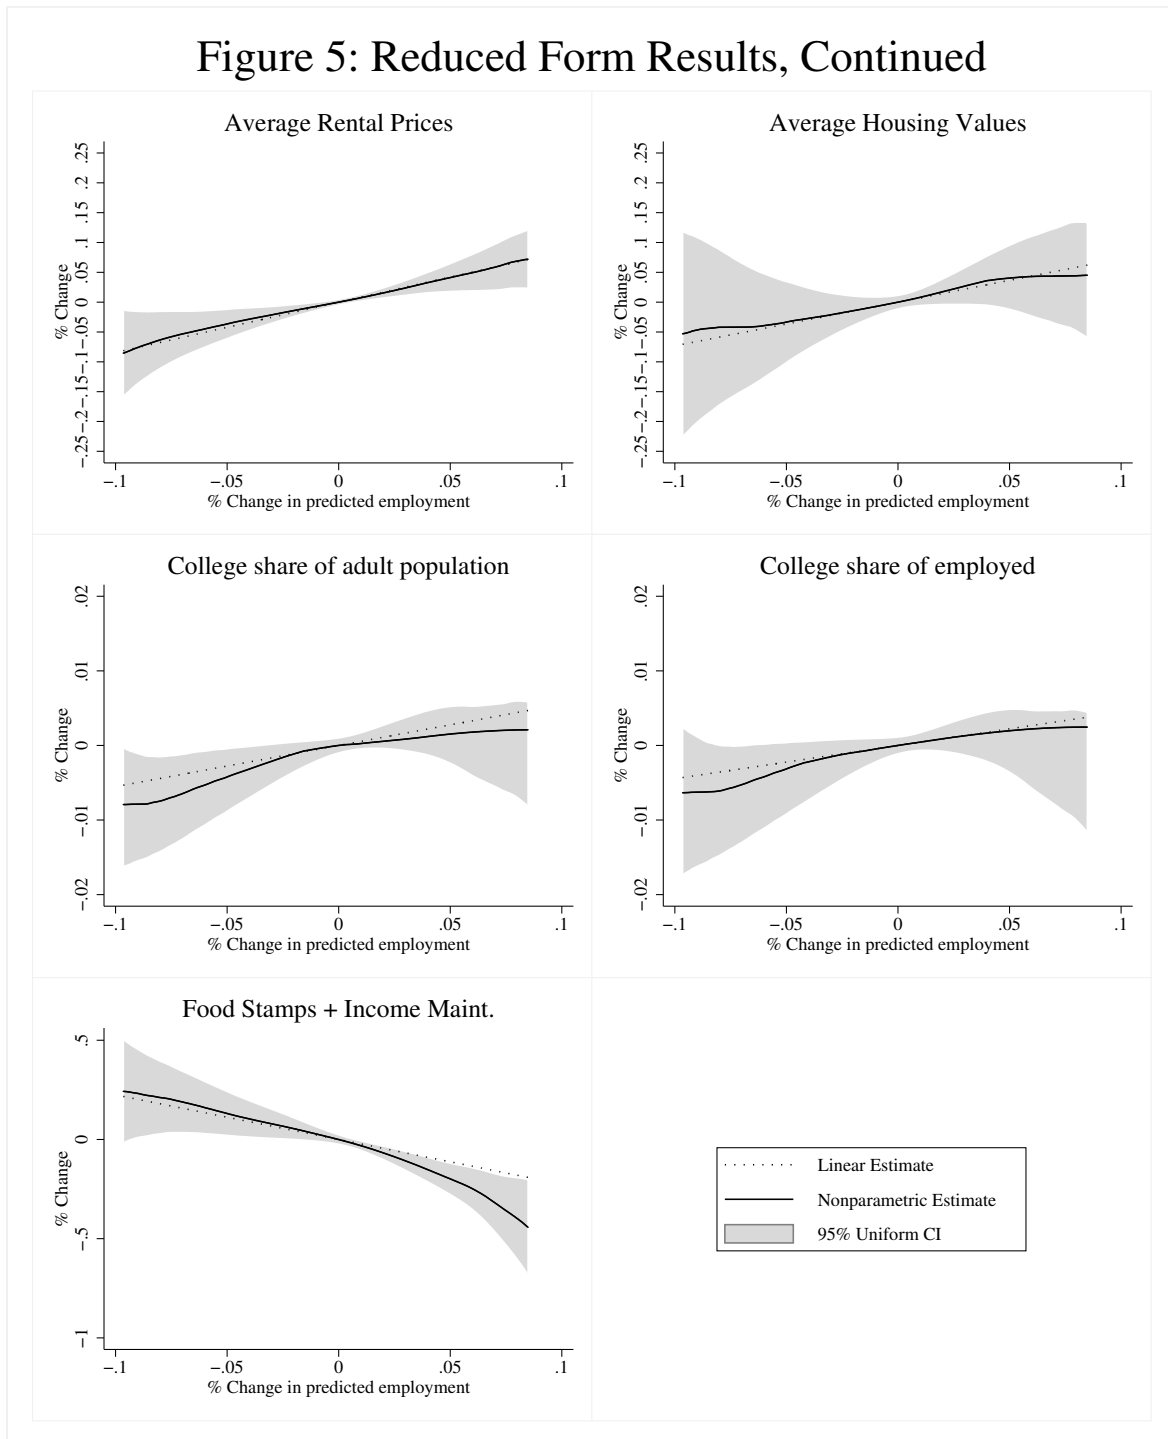 Figure 5: Reduced Form Results, Continued
Average Rental Prices
% Change
.25
.2
.15
.1
.05
0
−.05
−.1
−.15
−.2
−.25
−.1 −.05 0 .05 .1
% Change in predicted employment
Average Housing Values
% Change
.25
.2
.15
.1
.05
0
−.05
−.1
−.15
−.2
−.25
−.1 −.05 0 .05 .1
% Change in predicted employment
College share of adult population
% Change
.02
.01
0
−.01
−.02
−.1 −.05 0 .05 .1
% Change in predicted employment
College share of employed
% Change
.02
.01
0
−.01
−.02
−.1 −.05 0 .05 .1
% Change in predicted employment
Food Stamps + Income Maint.
% Change
.5
0
−.5
−1
−.1 −.05 0 .05 .1
% Change in predicted employment
Linear Estimate
Nonparametric Estimate
95% Uniform CI